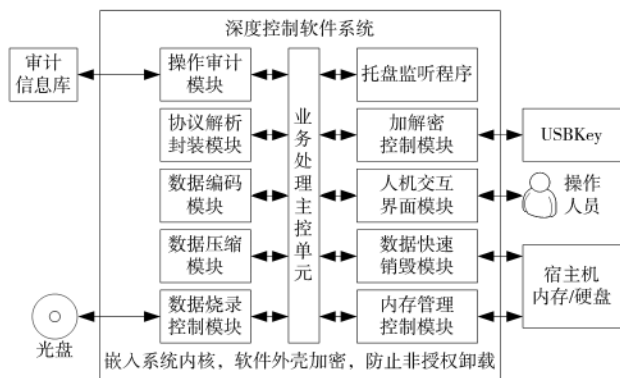 深度控制软件系统
审计
信息库
操作审计
模块
托盘监听程序
协议解析
封装模块
加解密
控制模块
USBKey
业务处理主控单元
数据编码
模块
人机交互
界面模块
操作
人员
数据压缩
模块
数据快速
销毁模块
宿主机
内存/硬盘
数据烧录
控制模块
内存管理
控制模块
光盘
嵌入系统内核，软件外壳加密，防止非授权卸载